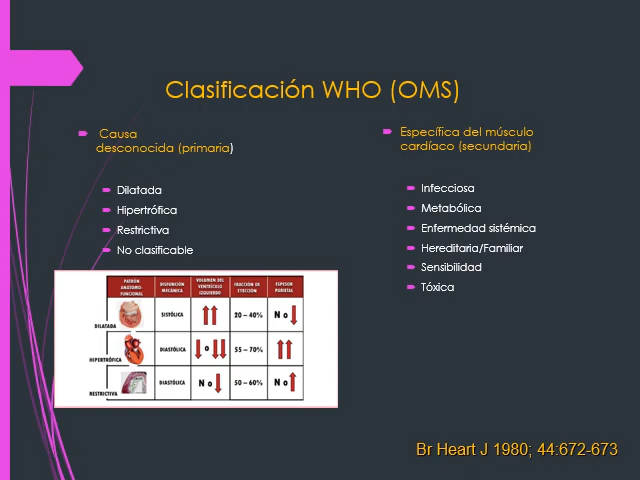 Clasificación WHO (OMS)
Causa
desconocida (primaria)
Dilatada
Hipertrófica
Restrictiva
No clasificable
Específica del músculo
cardíaco (secundaria)
Infecciosa
Metabólica
Enfermedad sistémica
Hereditaria/Familiar
Sensibilidad
Tóxica
PATRÓN ANATOMO-FUNCIONAL DISFUNCIÓN MECÁNICA VOLUMEN DEL VENTRÍCULO IZQUIERDO FRACCIÓN DE EYECCIÓN ESPESOR PARIETAL
DILATADA SISTÓLICA ↑↑ 20 – 40% N o ↓
HIPERTRÓFICA DIASTÓLICA ↓ o ↓↓ 55 – 70% ↑↑
RESTRICTIVA DIASTÓLICA N o ↓ 50 – 60% N o ↑
Br Heart J 1980; 44:672-673